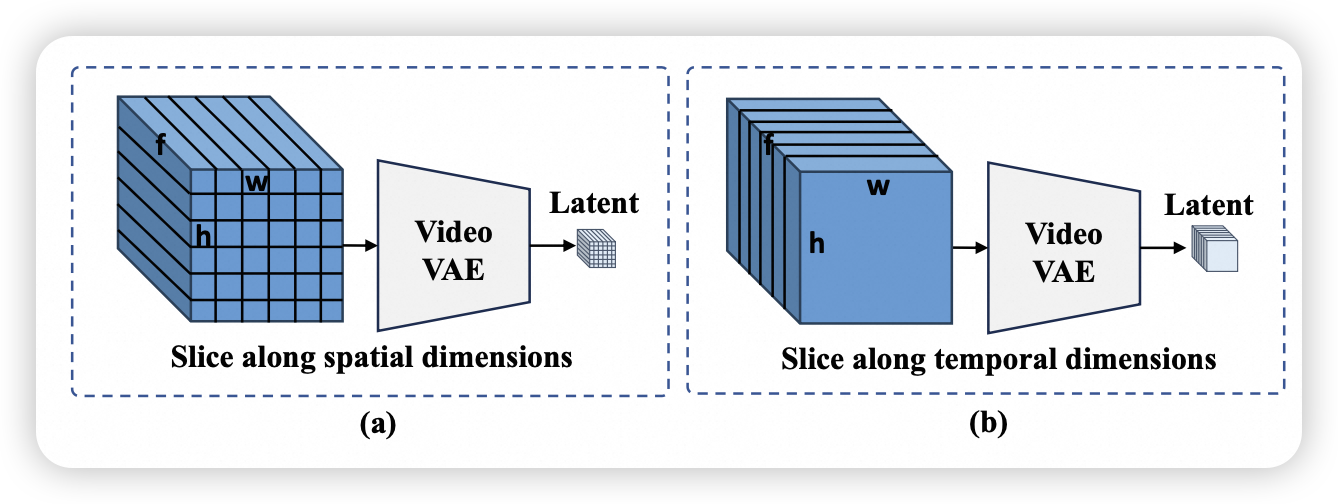 f
w
h
Video
VAE
Latent
Slice along spatial dimensions
(a)
f
w
h
Video
VAE
Latent
Slice along temporal dimensions
(b)